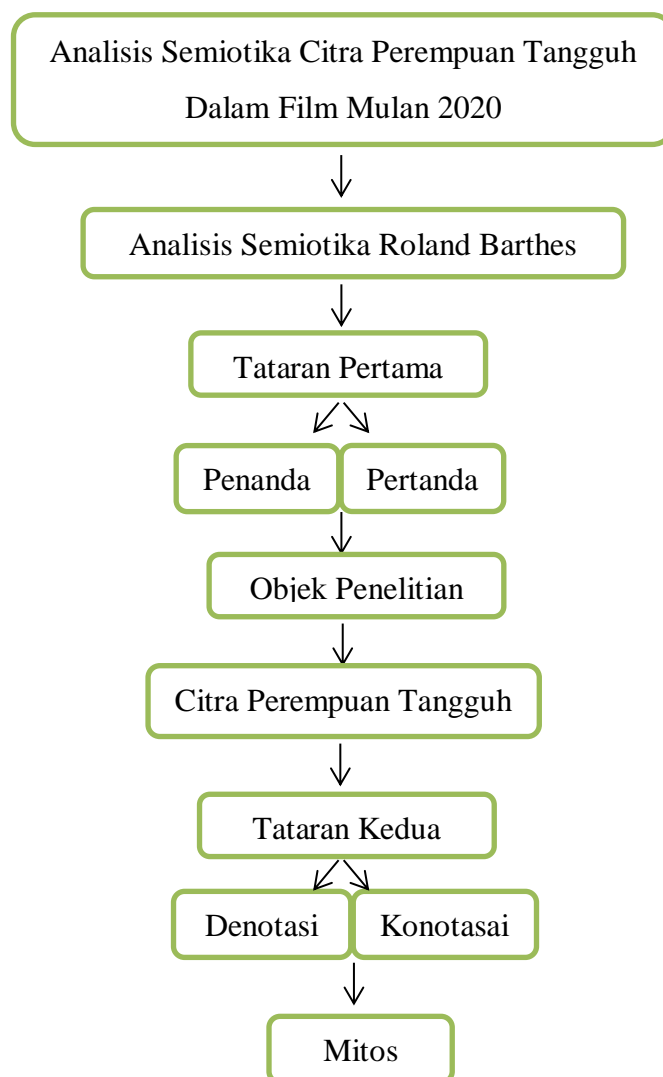 Analisis Semiotika Citra Perempuan Tangguh
Dalam Film Mulan 2020
Analisis Semiotika Roland Barthes
Tataran Pertama
Penanda
Pertanda
Objek Penelitian
Citra Perempuan Tangguh
Tataran Kedua
Denotasi
Konotasai
Mitos